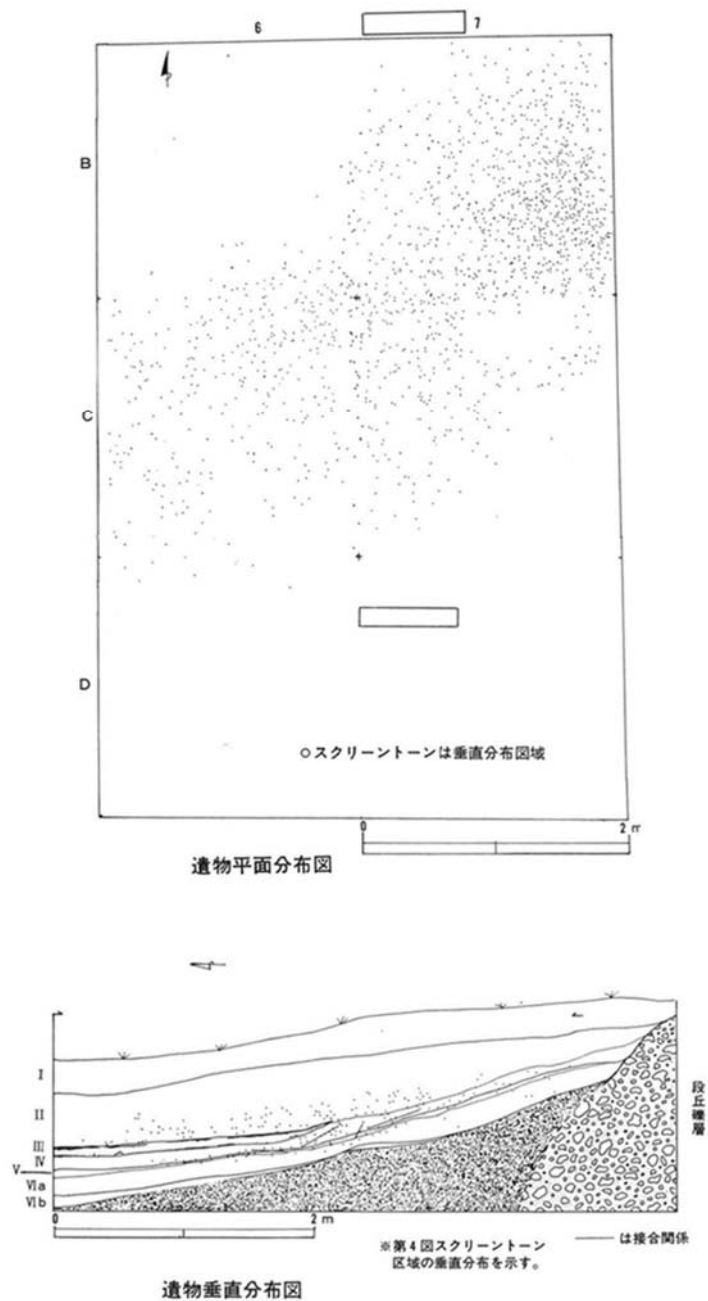 6 7
B
C
D
○スクリーントーンは垂直分布図域
0 2 ㎡
遺物平面分布図
I
II
III
IV
V
VIa
VIb
段丘礫層
0 2 m
※第4図スクリーントーン
区域の垂直分布を示す。
—— は接合関係
遺物垂直分布図